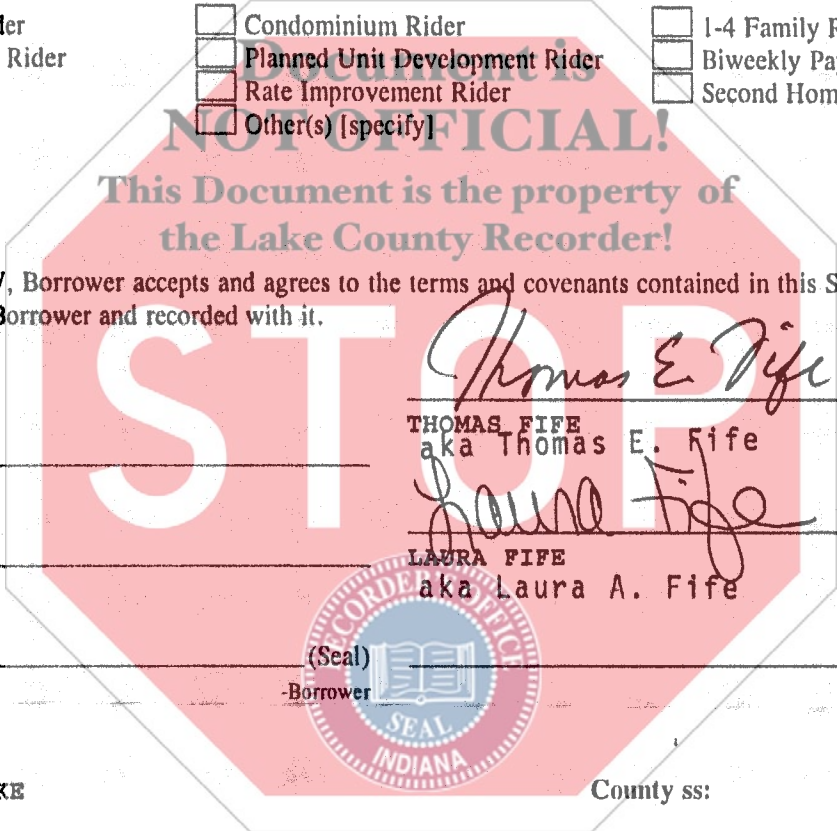 der Condominium Rider 1-4 Family R
Rider Planned Unit Development Rider Biweekly Pay
Rate Improvement Rider Second Hom
Other(s) [specify]
Document is
NOT OFFICIAL!
This Document is the property of
the Lake County Recorder!
, Borrower accepts and agrees to the terms and covenants contained in this S
Borrower and recorded with it.
STOP
Thomas E. Fife
THOMAS FIFE
aka Thomas E. Fife
Laura Fife
LAURA FIFE
aka Laura A. Fife
(Seal)
-Borrower
RECORDER'S OFFICE
SEAL
INDIANA
KE County ss: